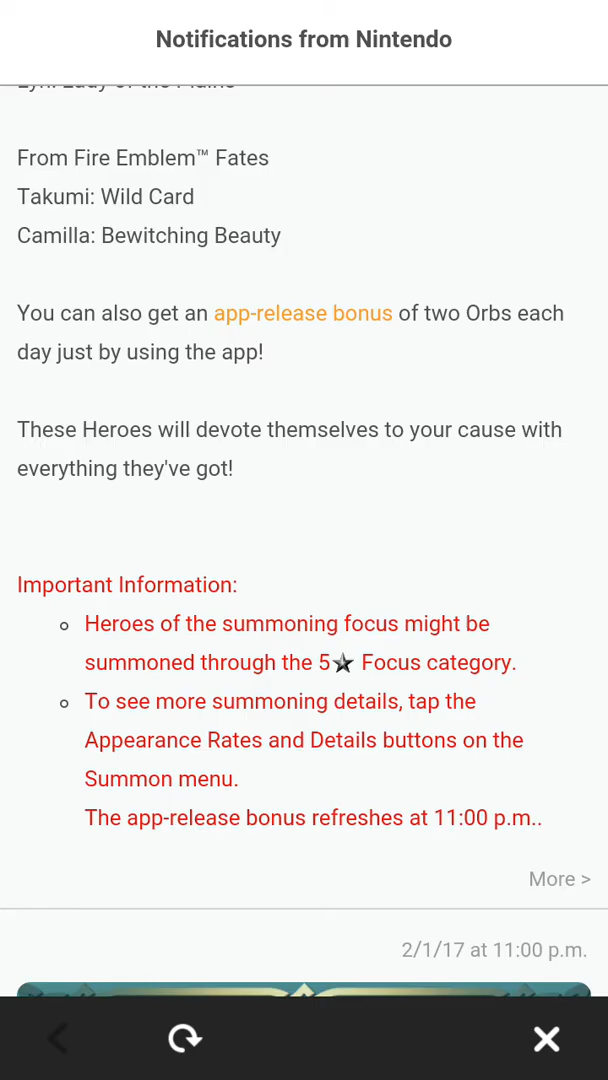 Notifications from Nintendo
From Fire Emblem™ Fates
Takumi: Wild Card
Camilla: Bewitching Beauty
You can also get an app-release bonus of two Orbs each
day just by using the app!
These Heroes will devote themselves to your cause with
everything they've got!
Important Information:
Heroes of the summoning focus might be
summoned through the 5★ Focus category.
To see more summoning details, tap the
Appearance Rates and Details buttons on the
Summon menu.
The app-release bonus refreshes at 11:00 p.m..
More >
2/1/17 at 11:00 p.m.